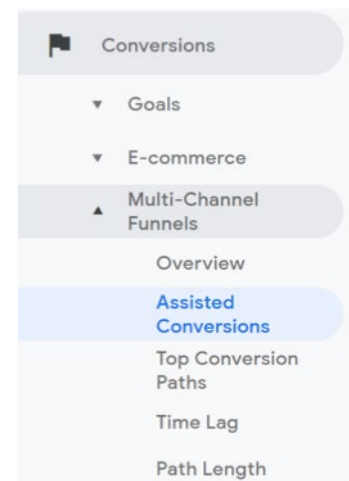 Conversions
Goals
E-commerce
Multi-Channel
Funnels
Overview
Assisted
Conversions
Top Conversion
Paths
Time Lag
Path Length